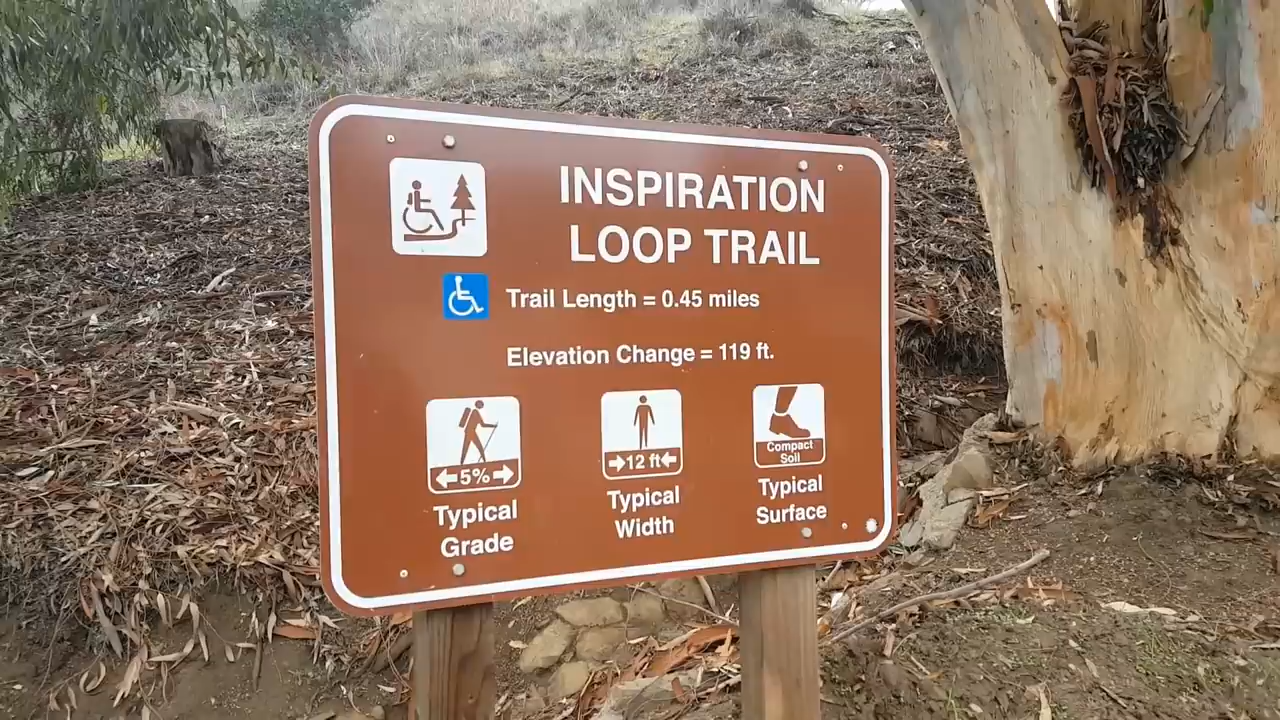 INSPIRATION
LOOP TRAIL
Trail Length = 0.45 miles
Elevation Change = 119 ft.
5%
Typical
Grade
12 ft
Typical
Width
Compact
Soil
Typical
Surface